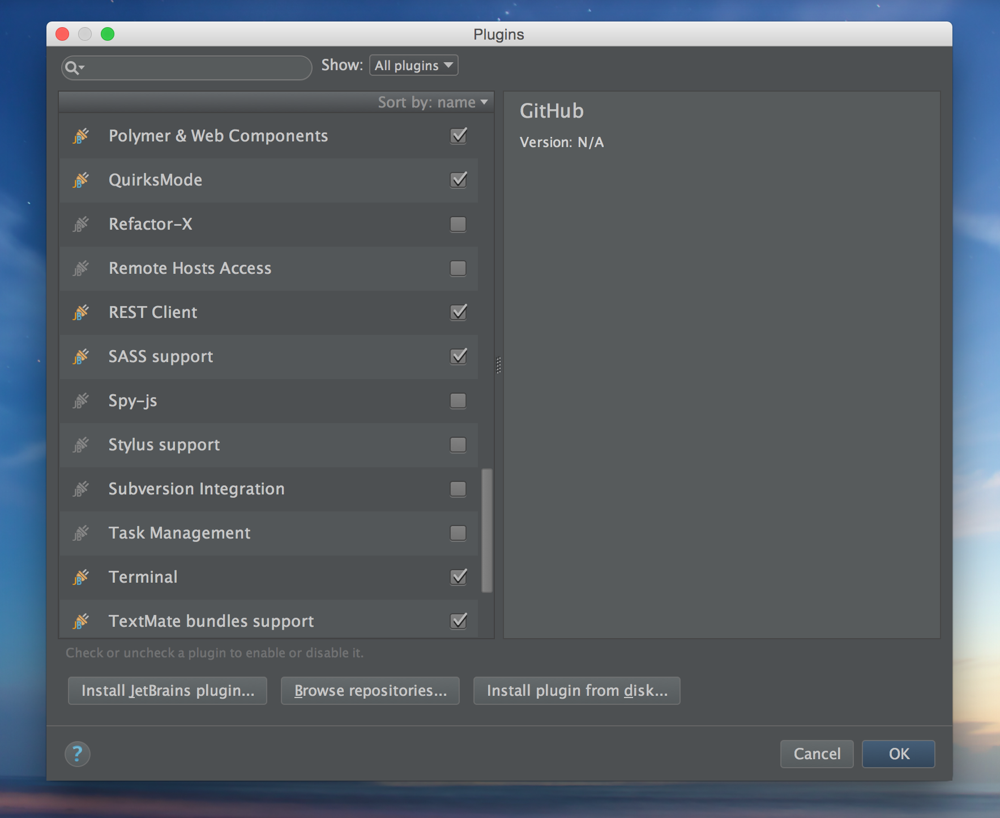 Plugins
Show: All plugins
Sort by: name
Polymer & Web Components
QuirksMode
Refactor-X
Remote Hosts Access
REST Client
SASS support
Spy-js
Stylus support
Subversion Integration
Task Management
Terminal
TextMate bundles support
GitHub
Version: N/A
Check or uncheck a plugin to enable or disable it.
Install JetBrains plugin... Browse repositories... Install plugin from disk...
? Cancel OK